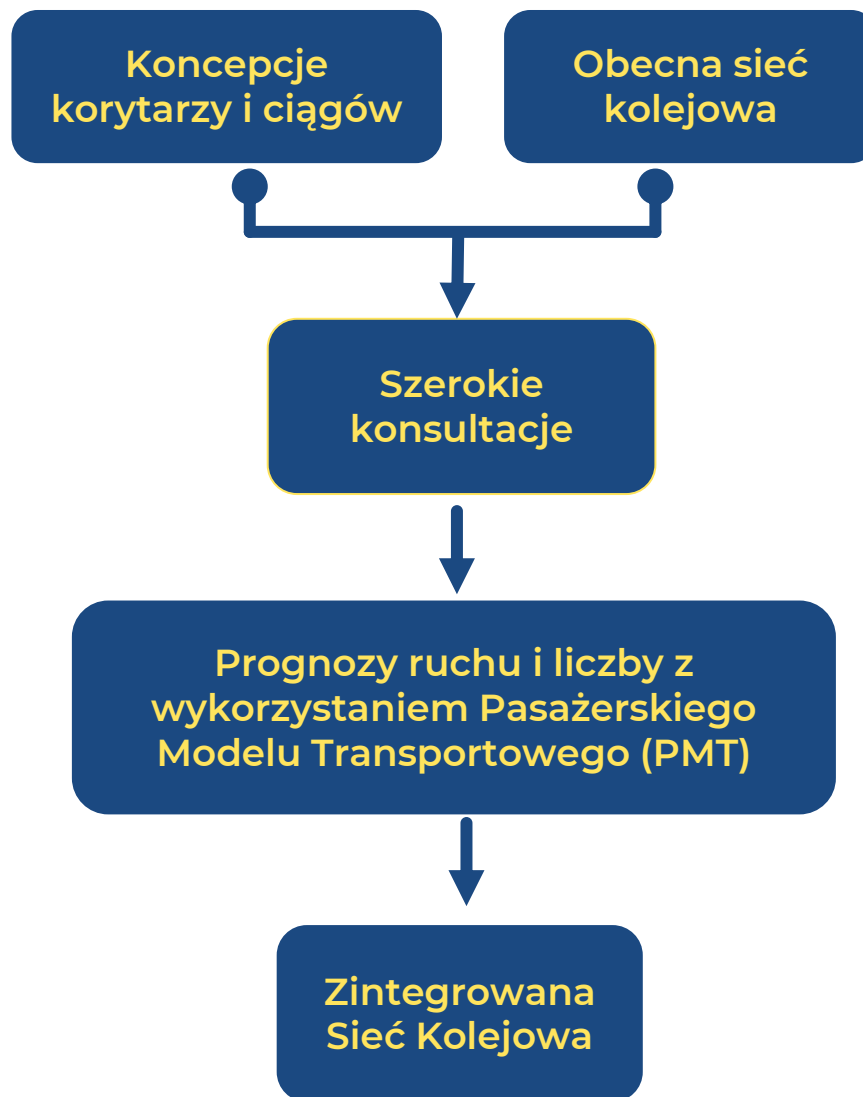 Koncepcje
korytarzy i ciągów
Obecna sieć
kolejowa
Szerokie
konsultacje
Prognozy ruchu i liczby z
wykorzystaniem Pasażerskiego
Modelu Transportowego (PMT)
Zintegrowana
Sieć Kolejowa